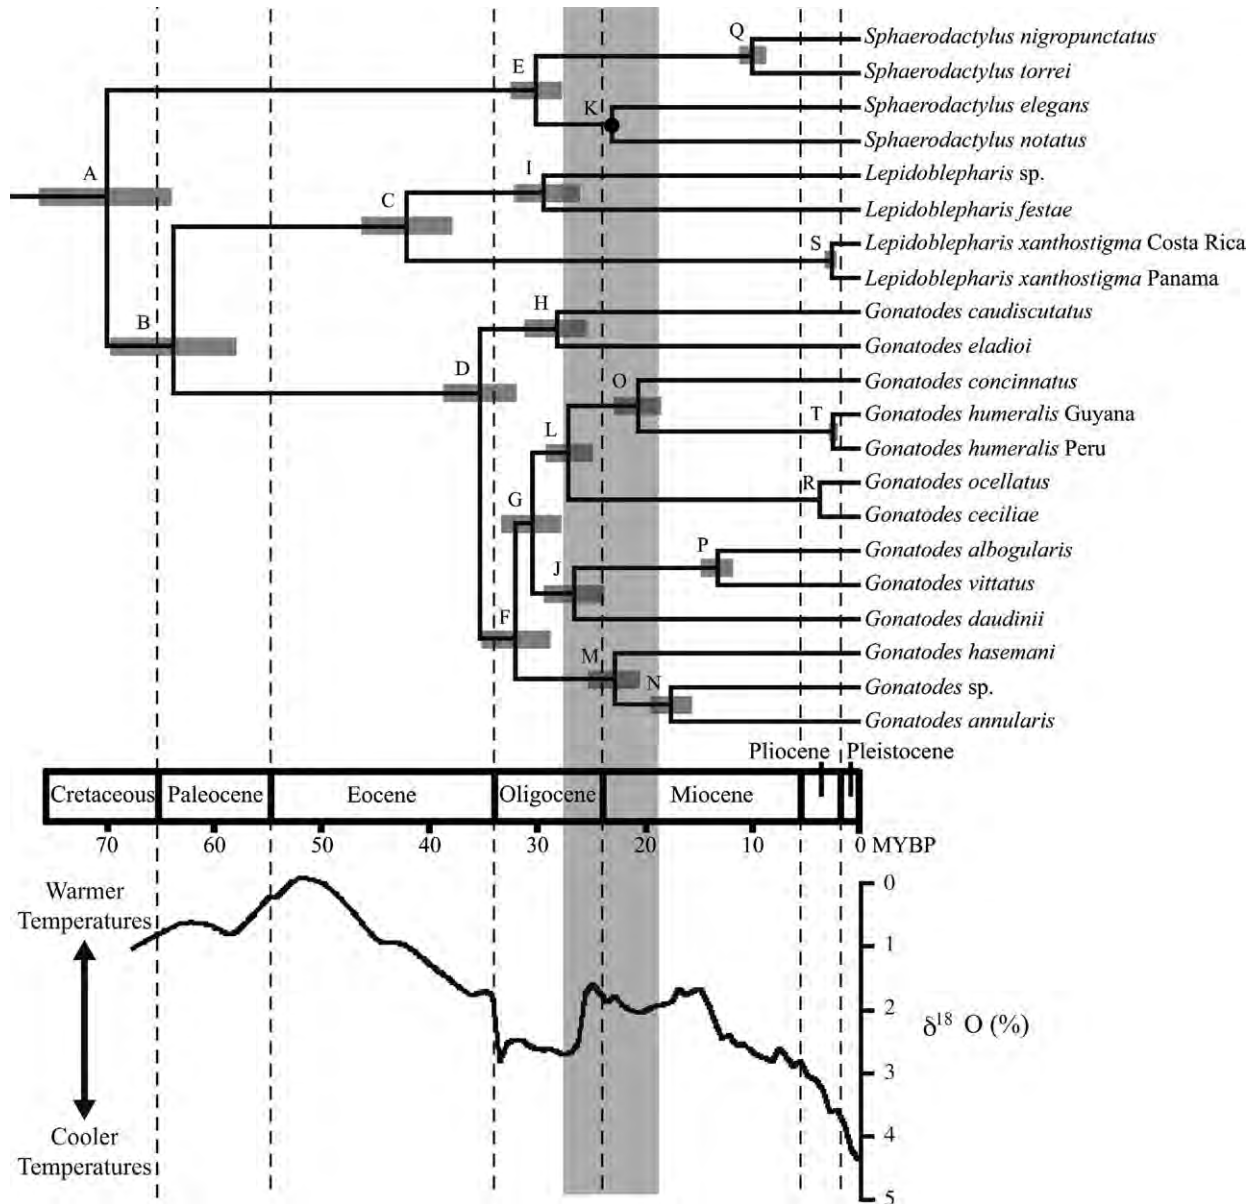 Q
Sphaerodactylus nigropunctatus
Sphaerodactylus torrei
E
K
Sphaerodactylus elegans
Sphaerodactylus notatus
A
I
Lepidoblepharis sp.
C
Lepidoblepharis festae
S
Lepidoblepharis xanthostigma Costa Rica
Lepidoblepharis xanthostigma Panama
H
Gonatodes caudiscutatus
B
Gonatodes eladioi
D
O
Gonatodes concinnatus
T
Gonatodes humeralis Guyana
L
Gonatodes humeralis Peru
R
Gonatodes ocellatus
G
Gonatodes ceciliae
P
Gonatodes albogularis
J
Gonatodes vittatus
F
Gonatodes daudinii
M
Gonatodes hasemani
N
Gonatodes sp.
Gonatodes annularis
Pliocene
Pleistocene
Cretaceous Paleocene Eocene Oligocene Miocene
70 60 50 40 30 20 10 0 MYBP
Warmer
Temperatures
Cooler
Temperatures
0
1
2
3
4
5
δ18 O (%)